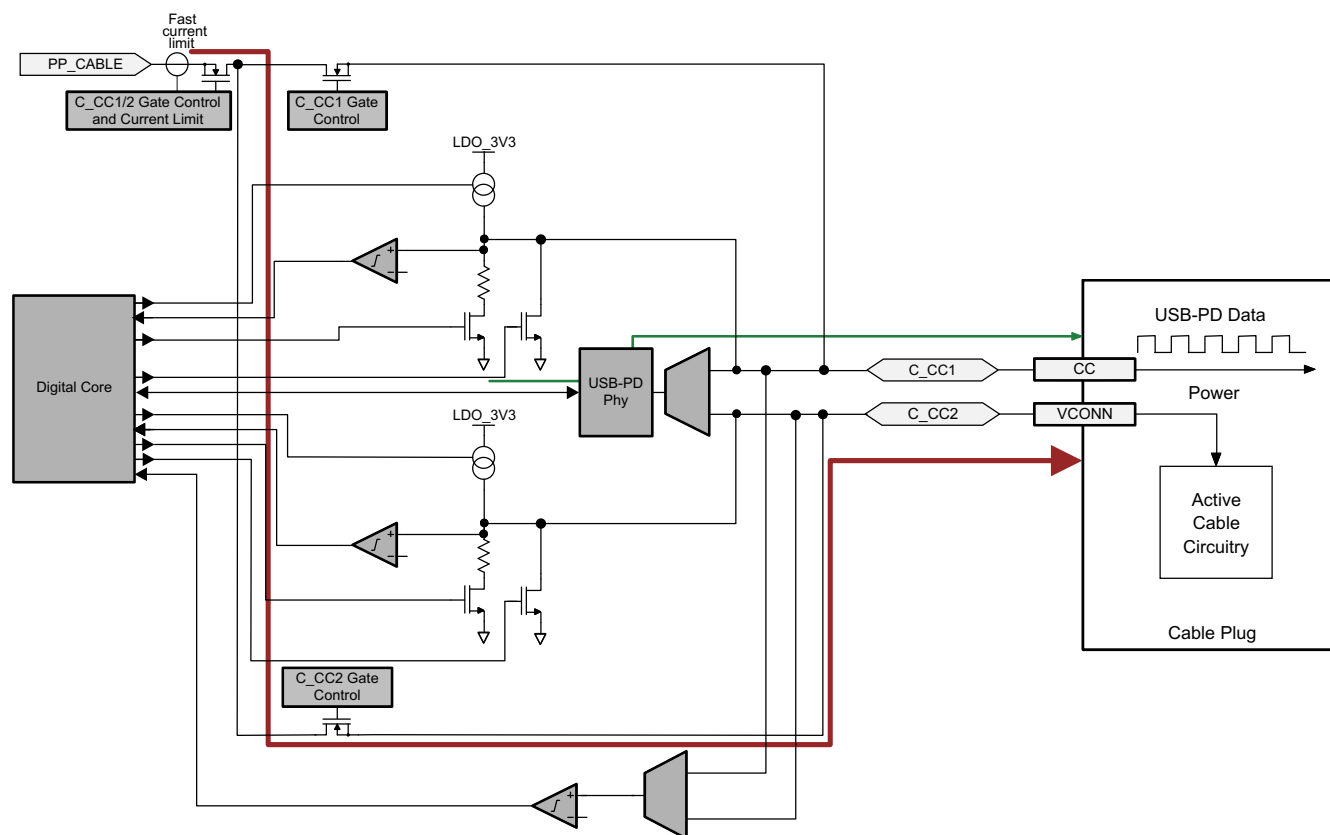 Fast
current
limit
PP_CABLE
C_CC1/2 Gate Control
and Current Limit
C_CC1 Gate
Control
LDO_3V3
+
−
Digital Core
USB-PD
Phy
C_CC1
C_CC2
USB-PD Data
CC
Power
VCONN
Active
Cable
Circuitry
Cable Plug
LDO_3V3
+
−
C_CC2 Gate
Control
+
−